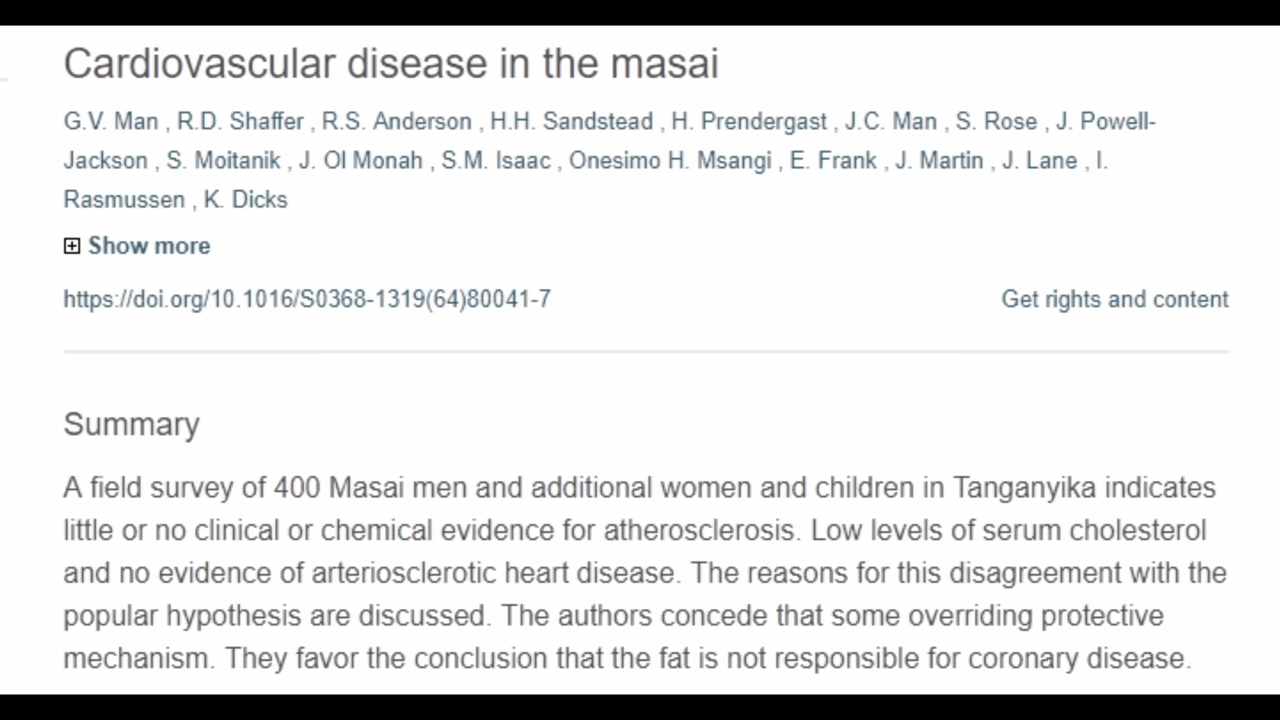 Cardiovascular disease in the masai
G.V. Man , R.D. Shaffer , R.S. Anderson , H.H. Sandstead , H. Prendergast , J.C. Man , S. Rose , J. Powell-
Jackson , S. Moitanik , J. Ol Monah , S.M. Isaac , Onesimo H. Msangi , E. Frank , J. Martin , J. Lane , I.
Rasmussen , K. Dicks
Show more
https://doi.org/10.1016/S0368-1319(64)80041-7 Get rights and content
Summary
A field survey of 400 Masai men and additional women and children in Tanganyika indicates
little or no clinical or chemical evidence for atherosclerosis. Low levels of serum cholesterol
and no evidence of arteriosclerotic heart disease. The reasons for this disagreement with the
popular hypothesis are discussed. The authors concede that some overriding protective
mechanism. They favor the conclusion that the fat is not responsible for coronary disease.